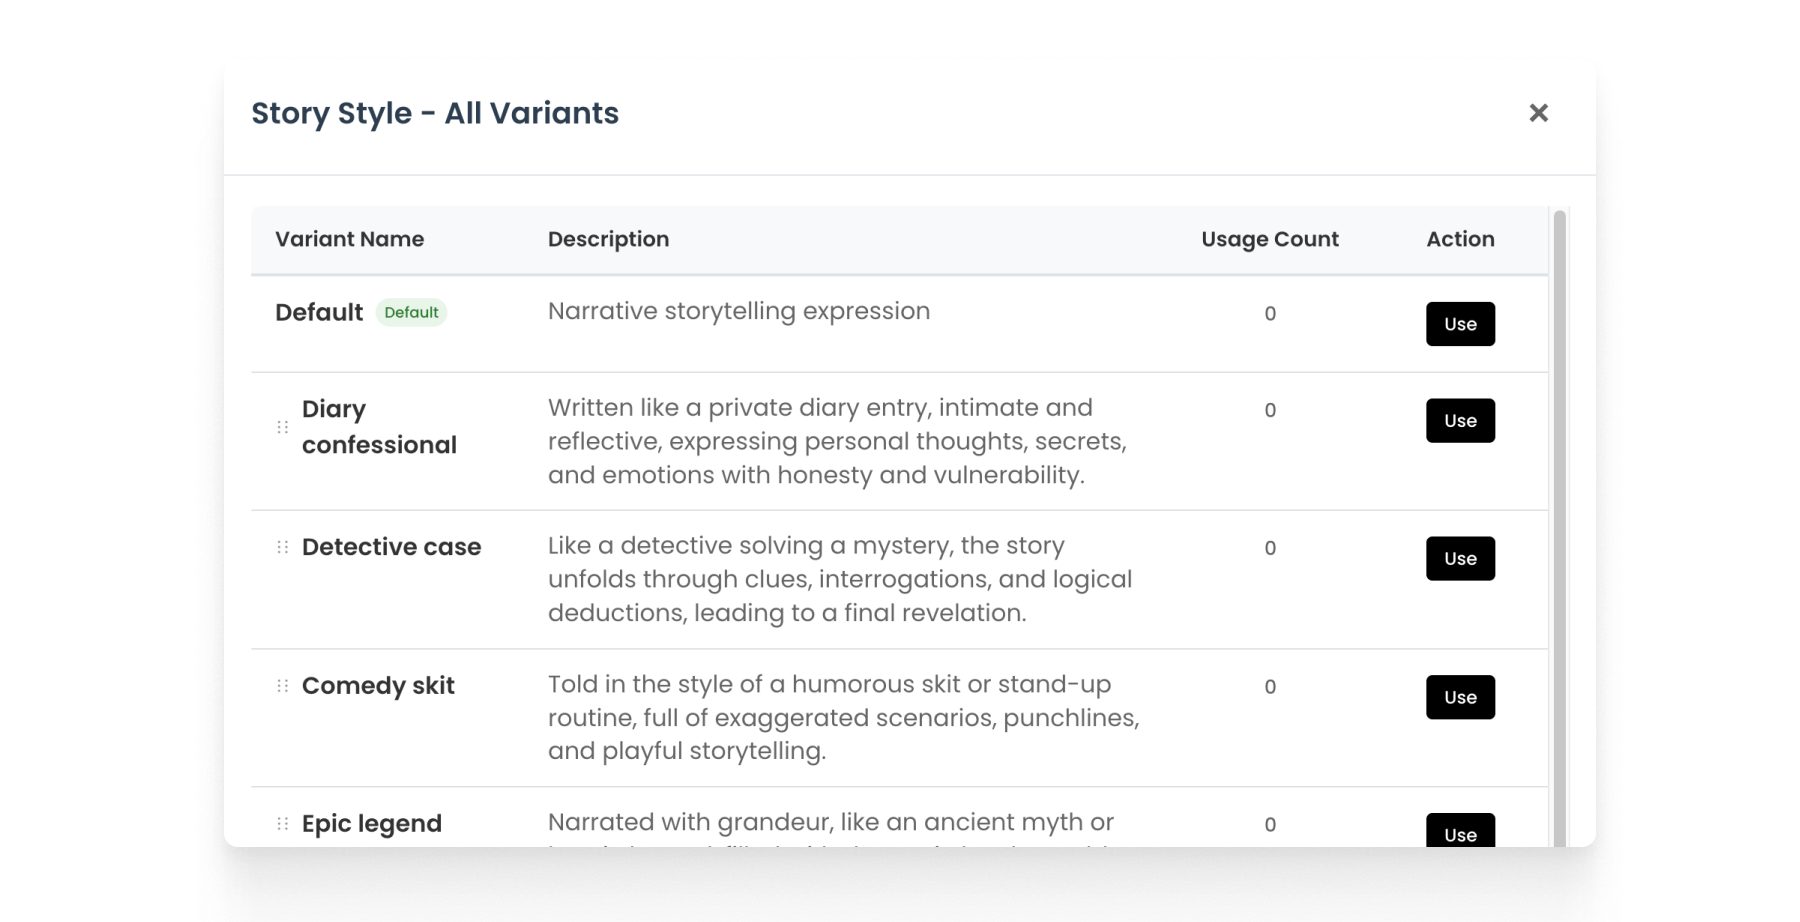 Story Style - All Variants
Variant Name Description Usage Count Action
Default Default Narrative storytelling expression 0 Use
Diary
confessional
Written like a private diary entry, intimate and
reflective, expressing personal thoughts, secrets,
and emotions with honesty and vulnerability.
0 Use
Detective case
Like a detective solving a mystery, the story
unfolds through clues, interrogations, and logical
deductions, leading to a final revelation.
0 Use
Comedy skit
Told in the style of a humorous skit or stand-up
routine, full of exaggerated scenarios, punchlines,
and playful storytelling.
0 Use
Epic legend
Narrated with grandeur, like an ancient myth or
0 Use